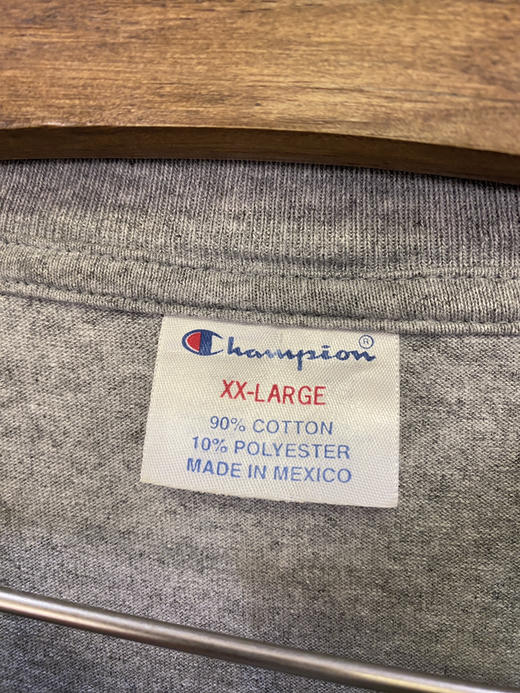 Champion®
XX-LARGE
90% COTTON
10% POLYESTER
MADE IN MEXICO